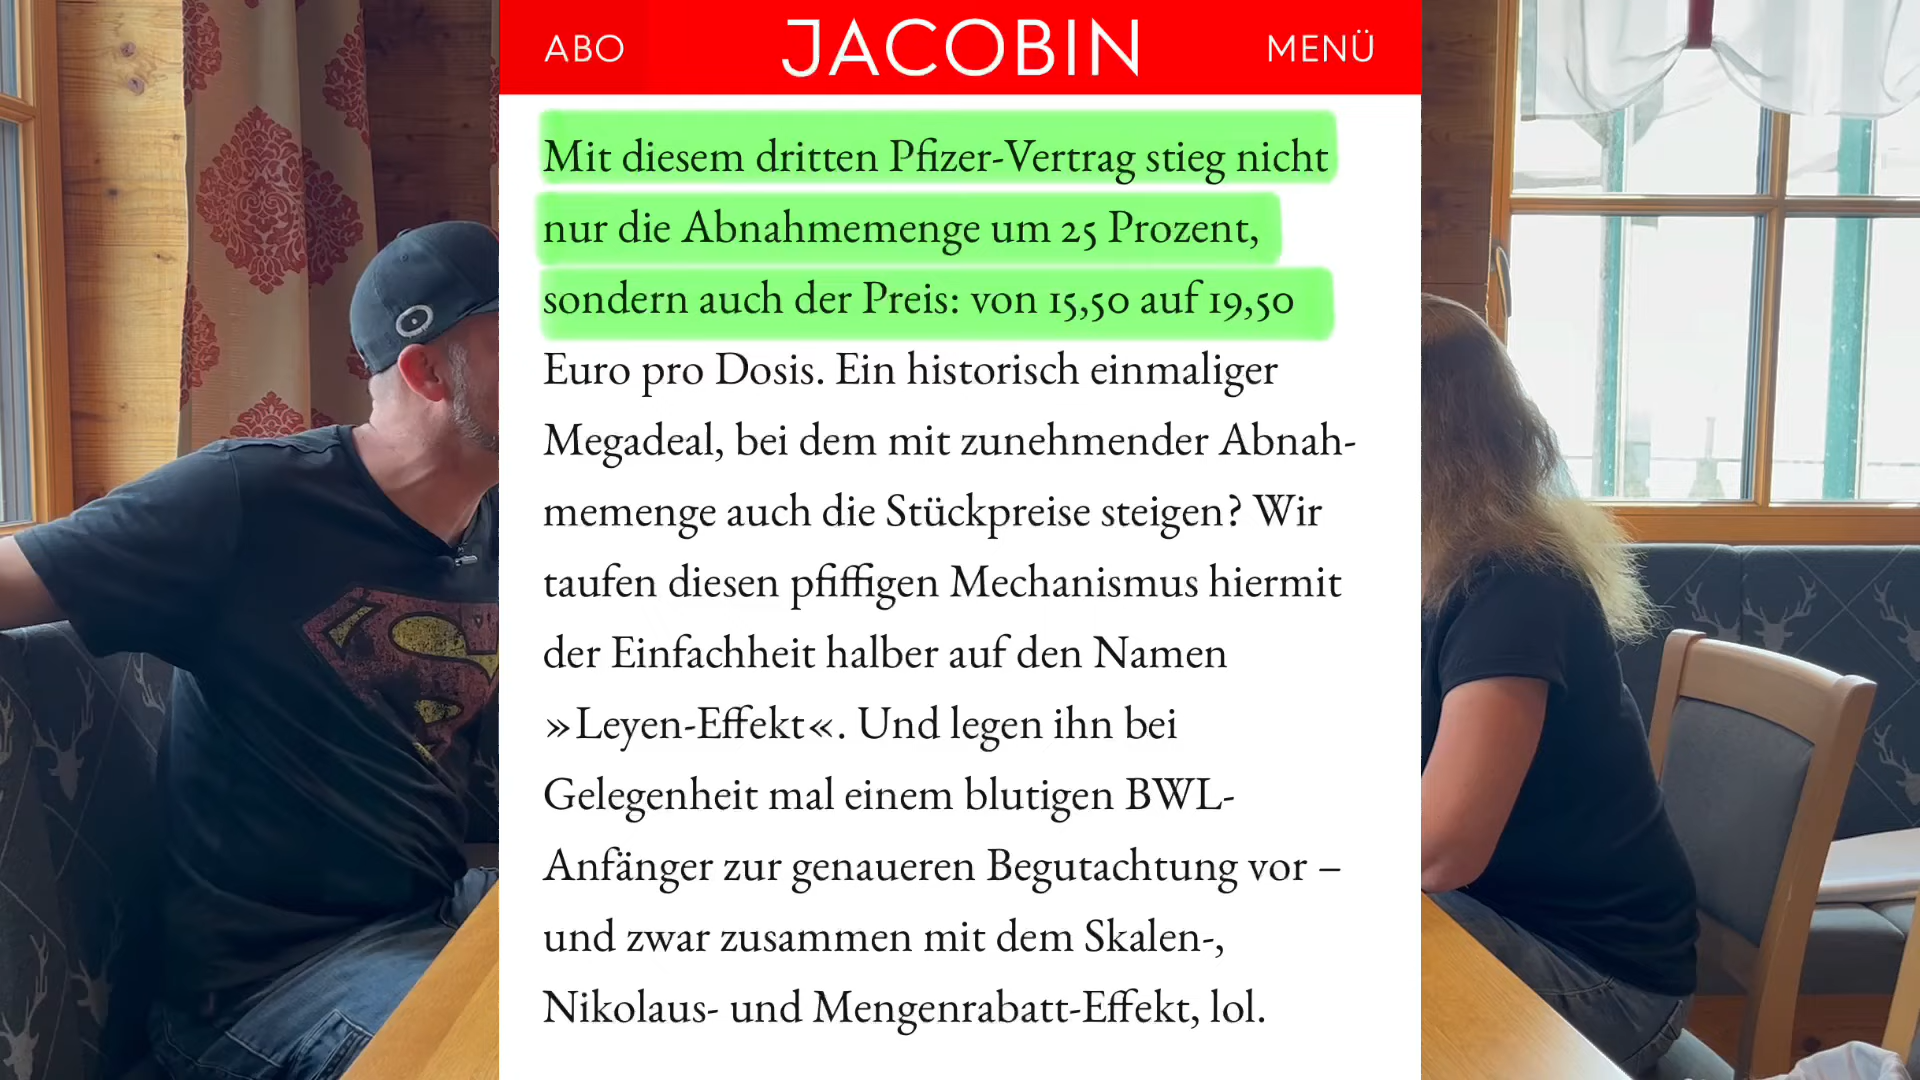 ABO
JACOBIN
MENÜ
Mit diesem dritten Pfizer-Vertrag stieg nicht
nur die Abnahmemenge um 25 Prozent,
sondern auch der Preis: von 15,50 auf 19,50
Euro pro Dosis. Ein historisch einmaliger
Megadeal, bei dem mit zunehmender Abnah-
memenge auch die Stückpreise steigen? Wir
taufen diesen pfiffigen Mechanismus hiermit
der Einfachheit halber auf den Namen
»Leyen-Effekt«. Und legen ihn bei
Gelegenheit mal einem blutigen BWL-
Anfänger zur genaueren Begutachtung vor –
und zwar zusammen mit dem Skalen-,
Nikolaus- und Mengenrabatt-Effekt, lol.